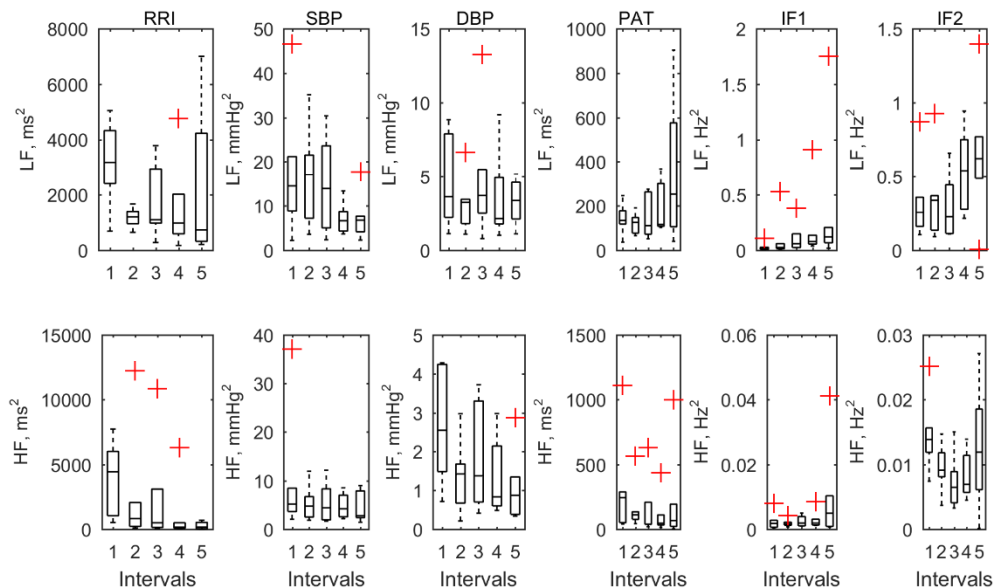 RRI SBP DBP PAT IF1 IF2
8000 50 15 1000 2 1.5
6000 40 800 1.5
LF, ms² LF, mmHg² LF, mmHg² LF, ms² LF, Hz² LF, Hz²
10 1
4000 30 600 1
20 400
5 0.5
2000 10 200 0.5
0 0 0 0 0 0
1 2 3 4 5 1 2 3 4 5 1 2 3 4 5 1 2 3 4 5 1 2 3 4 5 1 2 3 4 5
15000 40 5 1500 0.06 0.03
4
10000 30 1000 0.04 0.02
HF, ms² HF, mmHg² HF, mmHg² HF, ms² HF, Hz² HF, Hz²
3
20
2
5000 10 500 0.02 0.01
1
0 0 0 0 0 0
1 2 3 4 5 1 2 3 4 5 1 2 3 4 5 1 2 3 4 5 1 2 3 4 5 1 2 3 4 5
Intervals Intervals Intervals Intervals Intervals Intervals